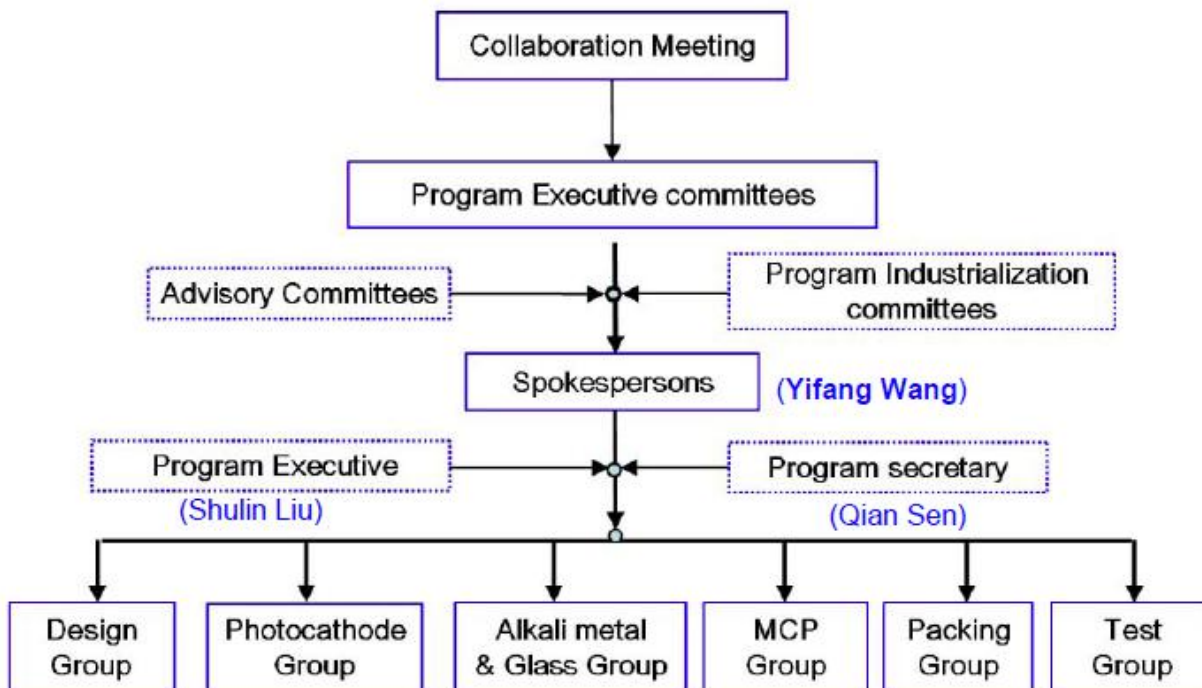 Collaboration Meeting
Program Executive committees
Advisory Committees
Program Industrialization
committees
Spokespersons
(Yifang Wang)
Program Executive
(Shulin Liu)
Program secretary
(Qian Sen)
Design
Group
Photocathode
Group
Alkali metal
& Glass Group
MCP
Group
Packing
Group
Test
Group